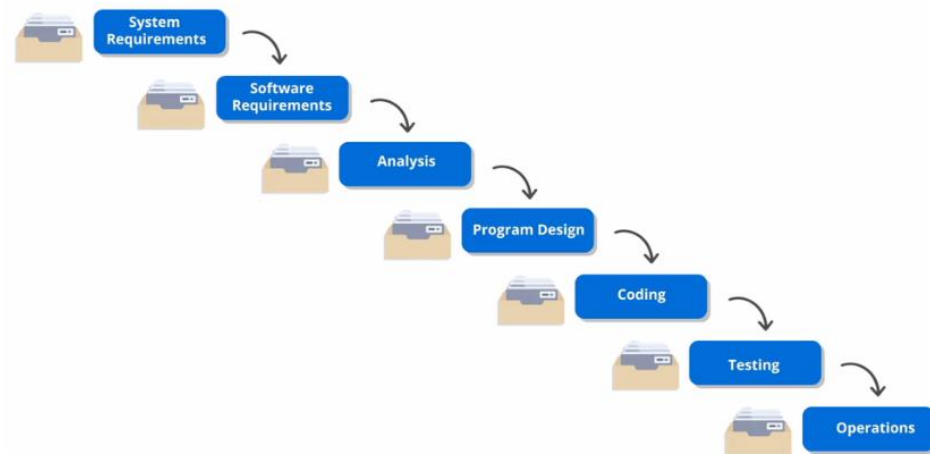 System
Requirements
Software
Requirements
Analysis
Program Design
Coding
Testing
Operations